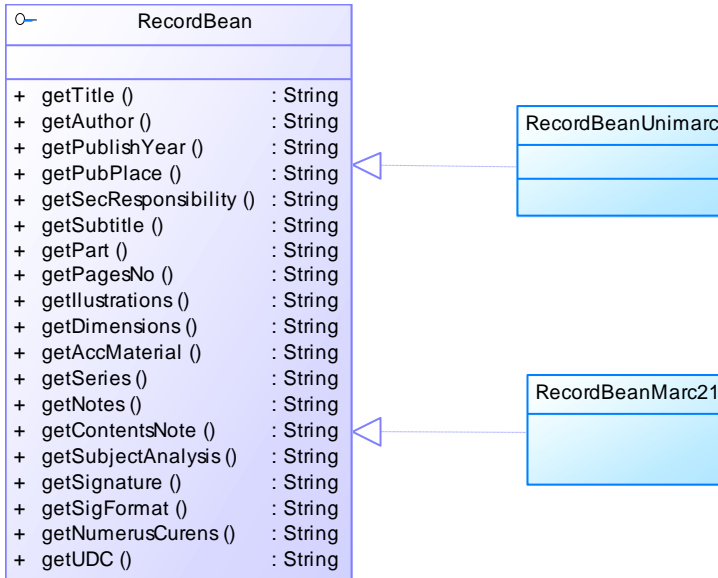 RecordBean
+ getTitle () : String
+ getAuthor () : String
+ getPublishYear () : String
+ getPubPlace () : String
+ getSecResponsibility () : String
+ getSubtitle () : String
+ getPart () : String
+ getPagesNo () : String
+ getIlustrations () : String
+ getDimensions () : String
+ getAccMaterial () : String
+ getSeries () : String
+ getNotes () : String
+ getContentsNote () : String
+ getSubjectAnalysis () : String
+ getSignature () : String
+ getSigFormat () : String
+ getNumerusCurens () : String
+ getUDC () : String
RecordBeanUnimarc
RecordBeanMarc21